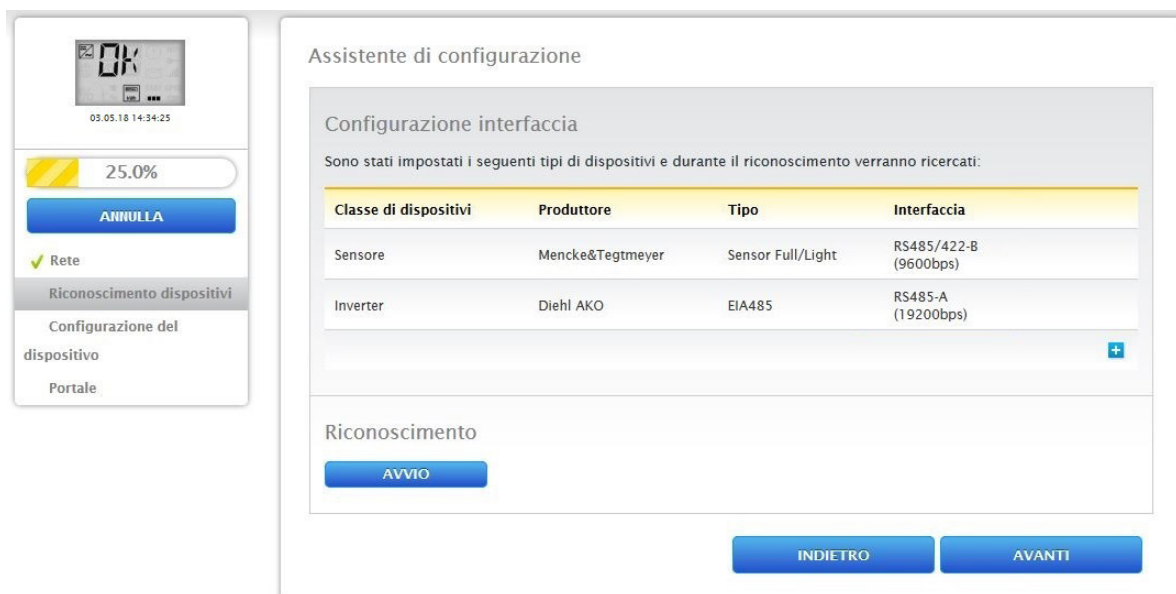 OK
kWh
03.05.18 14:34:25
25.0%
ANNULLA
Rete
Riconoscimento dispositivi
Configurazione del
dispositivo
Portale
Assistente di configurazione
Configurazione interfaccia
Sono stati impostati i seguenti tipi di dispositivi e durante il riconoscimento verranno ricercati:
Classe di dispositivi Produttore Tipo Interfaccia
Sensore Mencke&Tegtmeyer Sensor Full/Light RS485/422-B
(9600bps)
Inverter Diehl AKO EIA485 RS485-A
(19200bps)
Riconoscimento
AVVIO
INDIETRO AVANTI